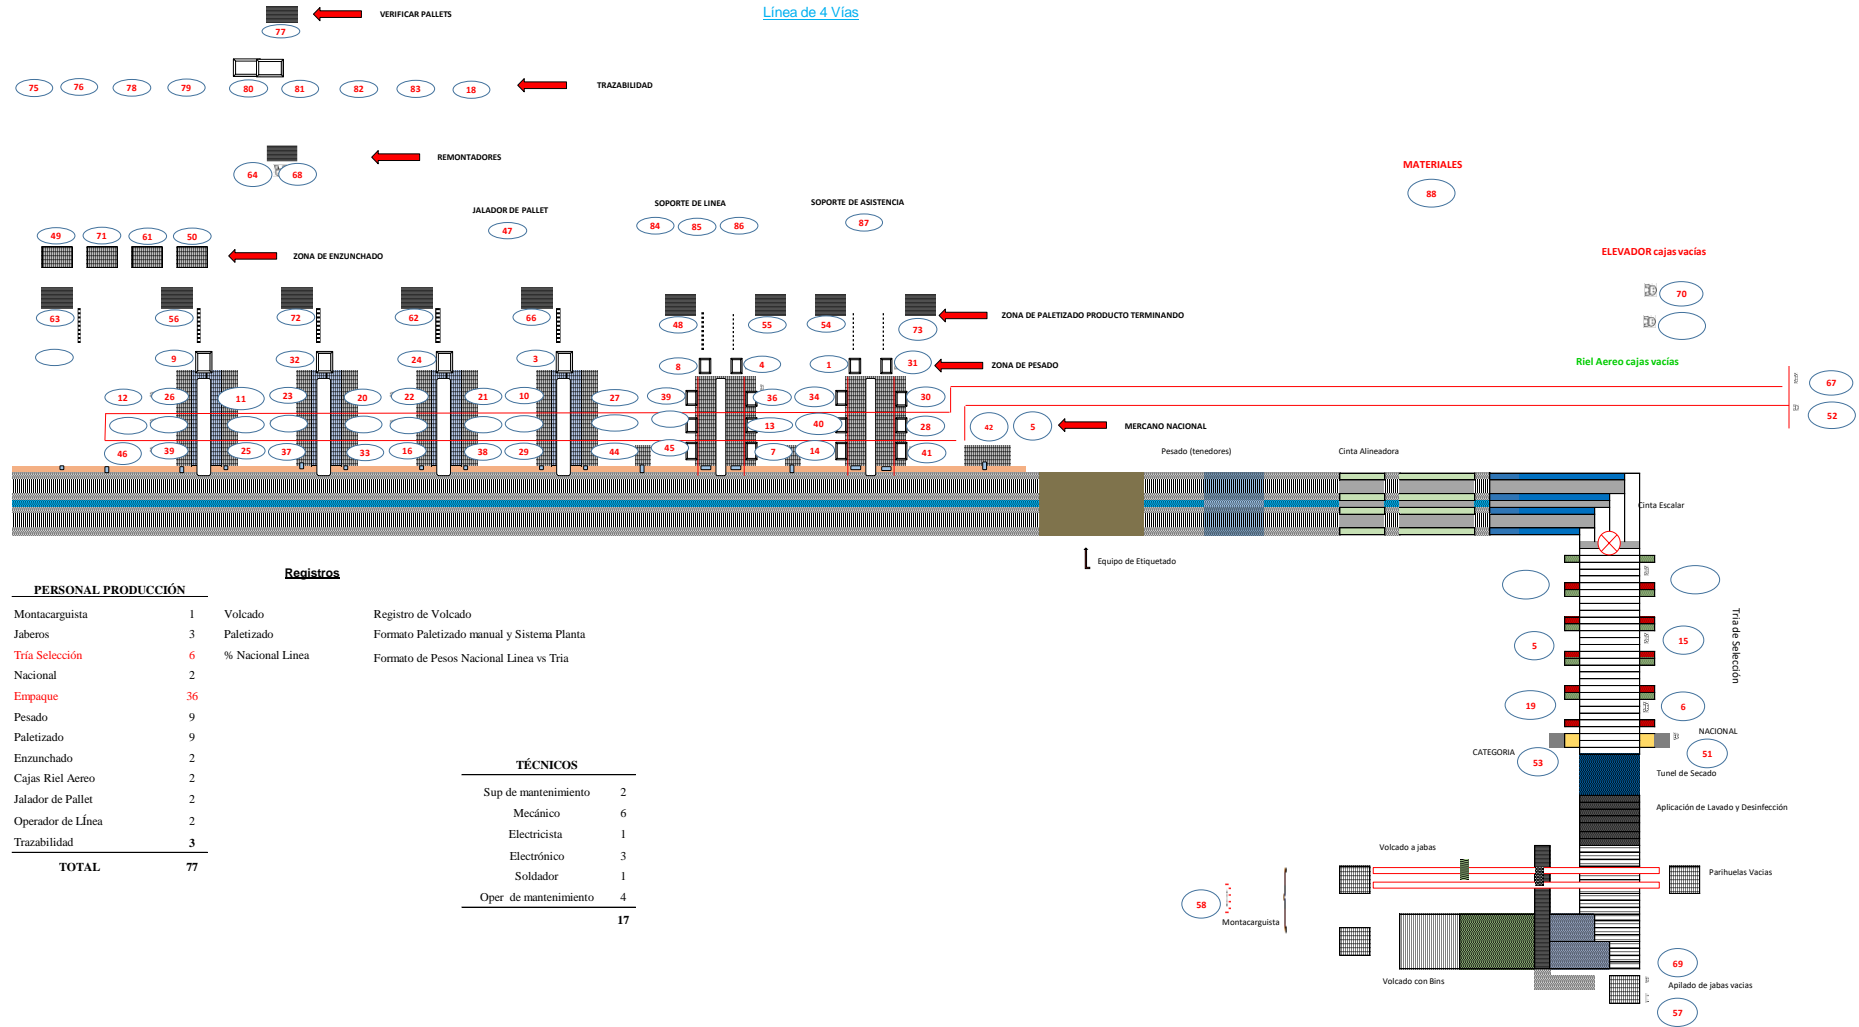 Línea de 4 Vías
VERIFICAR PALLETS
77
75 76 78 79 80 81 82 83 18
TRAZABILIDAD
REMONTADORES
64 68
MATERIALES
88
JALADOR DE PALLET
47
SOPORTE DE LINEA
84 85 86
SOPORTE DE ASISTENCIA
87
49 71 61 50
ZONA DE ENZUNCHADO
ELEVADOR cajas vacías
70
63 56 72 62 66 48 55 54 73
ZONA DE PALETIZADO PRODUCTO TERMINANDO
9 32 24 3 8 4 1 31
ZONA DE PESADO
Riel Aereo cajas vacías
67
52
12 26 11 23 20 22 21 10 27 39 36 34 30
13 40 28
42 5
MERCANO NACIONAL
46 39 25 37 33 16 38 29 44 45 7 14 41
Pesado (tenedores)
Cinta Alineadora
Cinta Escalar
Equipo de Etiquetado
Tría de Selección
5 15
19 6
CATEGORIA
53
NACIONAL
51
Tunel de Secado
Aplicación de Lavado y Desinfección
Volcado a jabas
Parihuelas Vacias
58
Montacarguista
Volcado con Bins
69
Apilado de jabas vacias
57
Registros
PERSONAL PRODUCCIÓN
Montacarguista 1
Jaberos 3
Tría Selección 6
Nacional 2
Empaque 36
Pesado 9
Paletizado 9
Enzunchado 2
Cajas Riel Aereo 2
Jalador de Pallet 2
Operador de LÍnea 2
Trazabilidad 3
TOTAL 77
Volcado Registro de Volcado
Paletizado Formato Paletizado manual y Sistema Planta
% Nacional Linea Formato de Pesos Nacional Linea vs Tria
TÉCNICOS
Sup de mantenimiento 2
Mecánico 6
Electricista 1
Electrónico 3
Soldador 1
Oper de mantenimiento 4
17